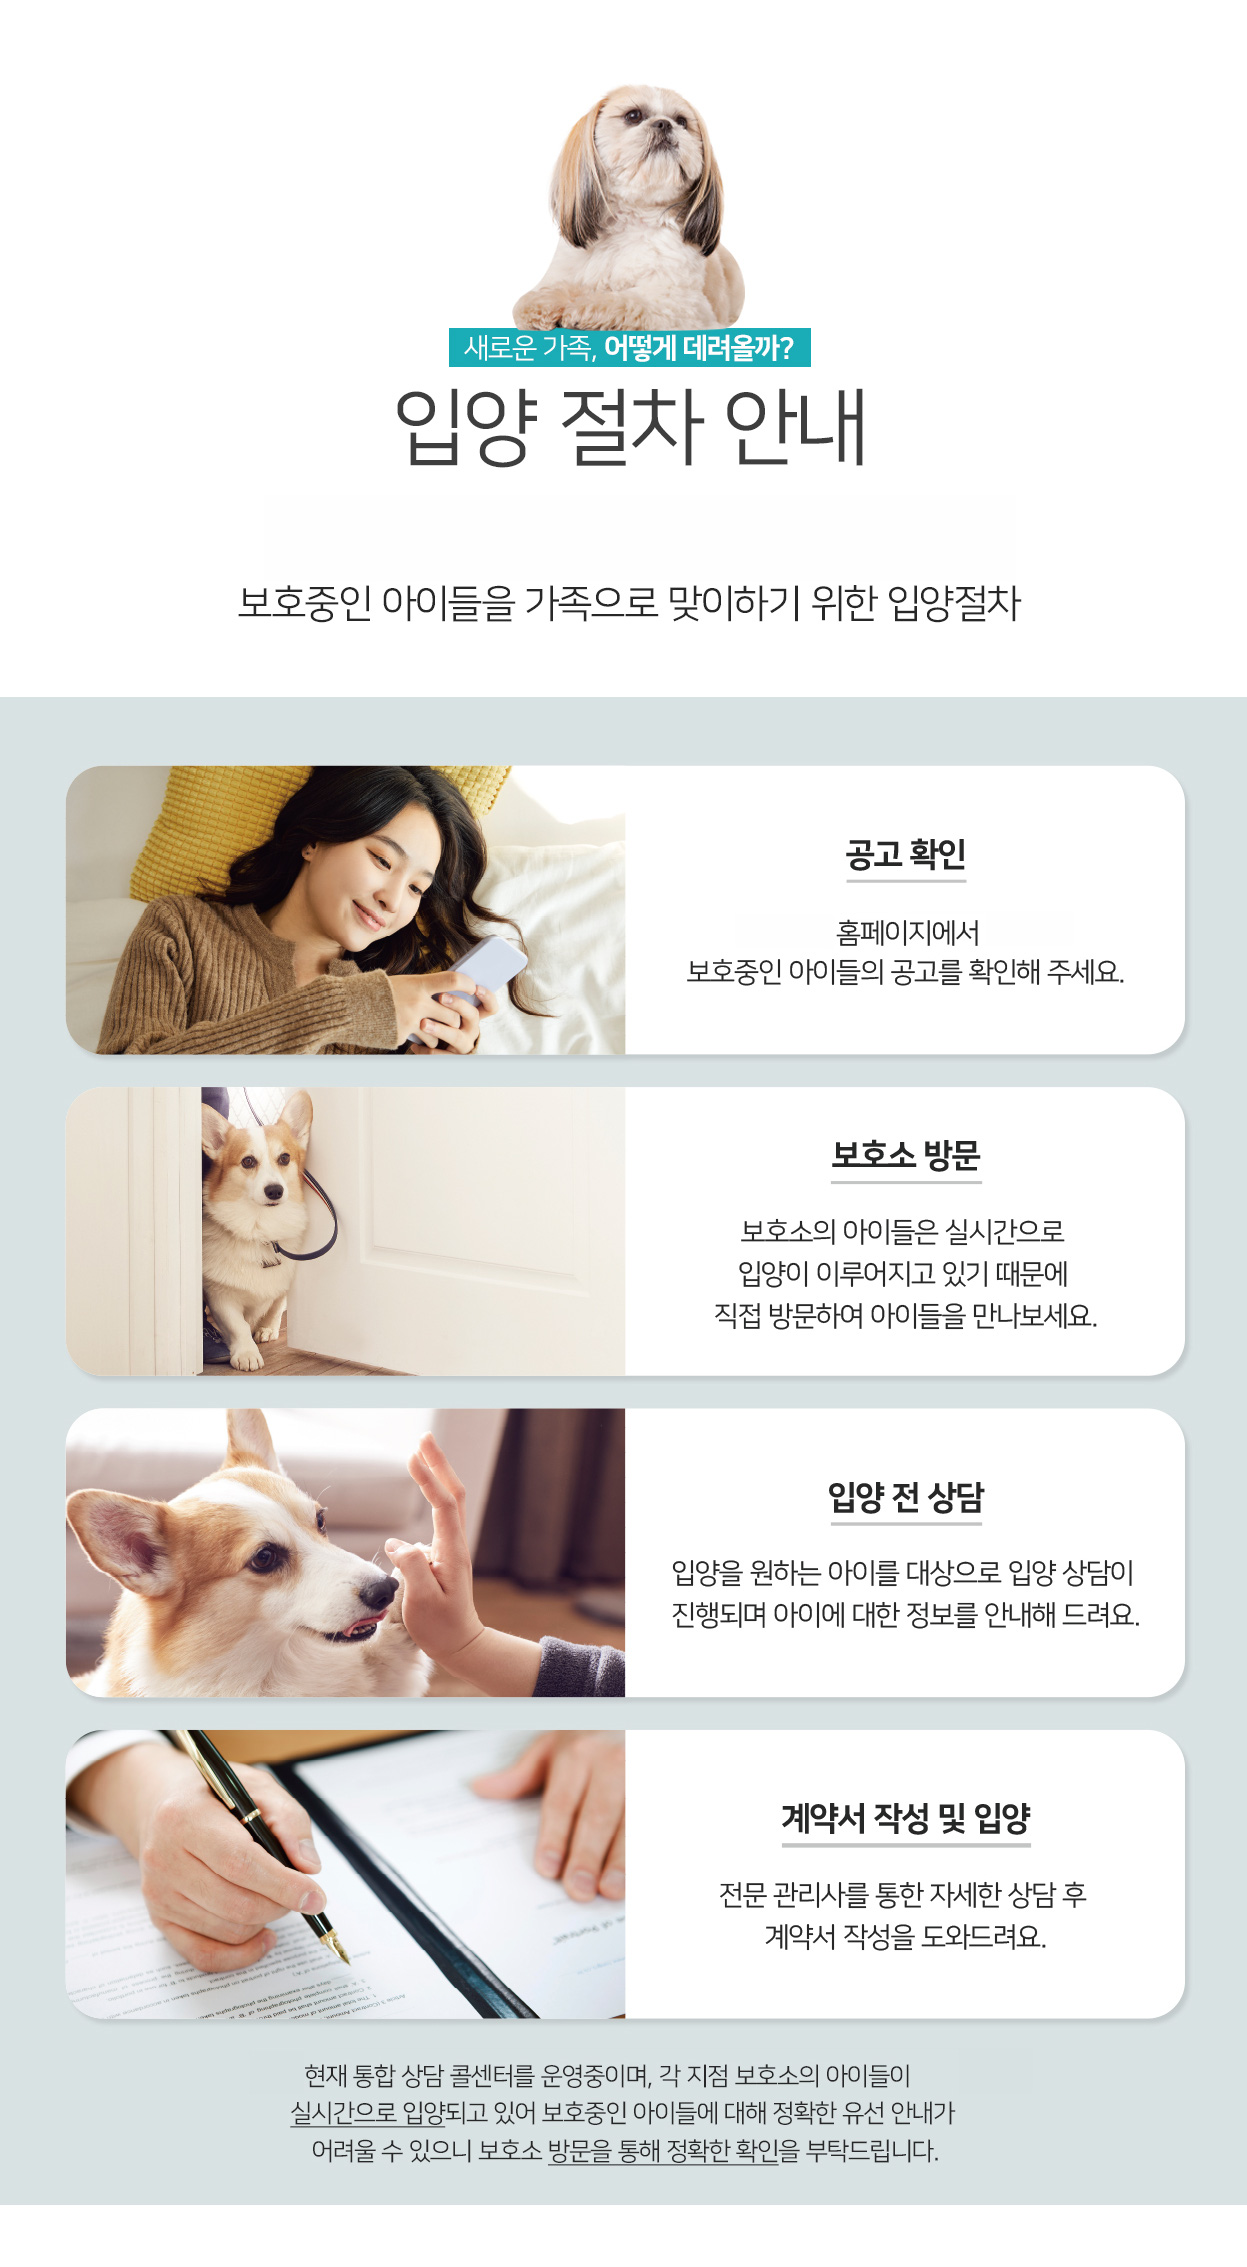 새로운 가족, 어떻게 데려올까?
입양 절차 안내
보호중인 아이들을 가족으로 맞이하기 위한 입양절차
공고 확인
홈페이지에서
보호중인 아이들의 공고를 확인해 주세요.
보호소 방문
보호소의 아이들은 실시간으로
입양이 이루어지고 있기 때문에
직접 방문하여 아이들을 만나보세요.
입양 전 상담
입양을 원하는 아이를 대상으로 입양 상담이
진행되며 아이에 대한 정보를 안내해 드려요.
계약서 작성 및 입양
전문 관리사를 통한 자세한 상담 후
계약서 작성을 도와드려요.
현재 통합 상담 콜센터를 운영중이며, 각 지점 보호소의 아이들이
실시간으로 입양되고 있어 보호중인 아이들에 대해 정확한 유선 안내가
어려울 수 있으니 보호소 방문을 통해 정확한 확인을 부탁드립니다.